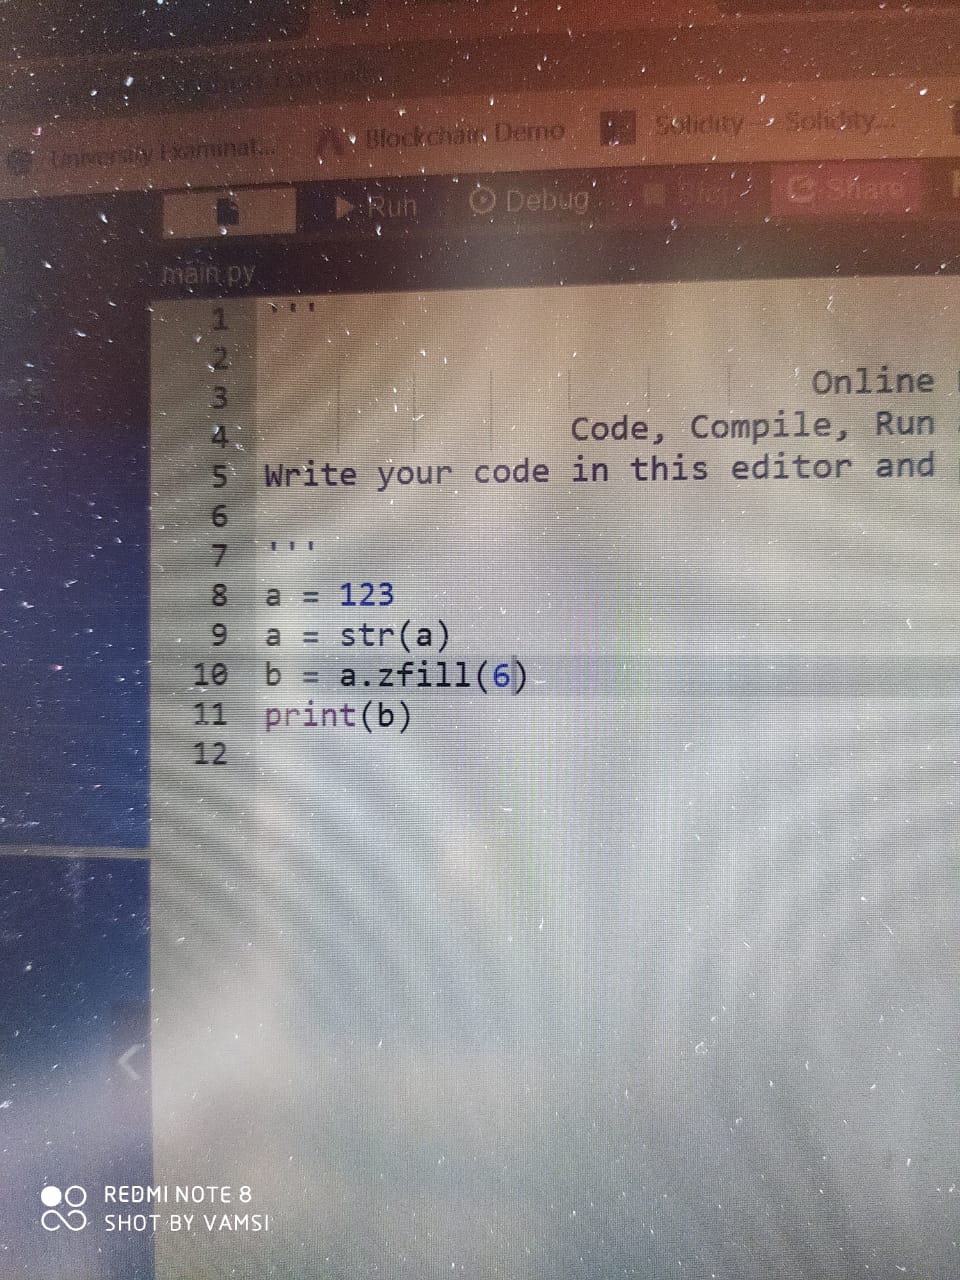 University Examinat... Blockchain Demo Solidity — Solidity...
Run Debug Stop Share
main.py
1 '''
2
3 Online
4 Code, Compile, Run
5 Write your code in this editor and
6
7 '''
8 a = 123
9 a = str(a)
10 b = a.zfill(6)
11 print(b)
12
REDMI NOTE 8
SHOT BY VAMSI